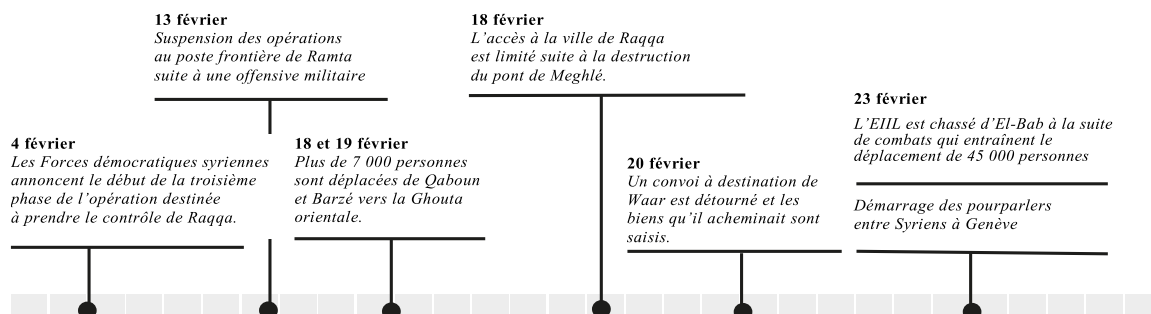 13 février
Suspension des opérations
au poste frontière de Ramta
suite à une offensive militaire
18 février
L’accès à la ville de Raqqa
est limité suite à la destruction
du pont de Meghlé.
23 février
L’EIIL est chassé d’El-Bab à la suite
de combats qui entraînent le
déplacement de 45 000 personnes
4 février
Les Forces démocratiques syriennes
annoncent le début de la troisième
phase de l’opération destinée
à prendre le contrôle de Raqqa.
18 et 19 février
Plus de 7 000 personnes
sont déplacées de Qaboun
et Barzé vers la Ghouta
orientale.
20 février
Un convoi à destination de
Waar est détourné et les
biens qu’il acheminait sont
saisis.
Démarrage des pourparlers
entre Syriens à Genève